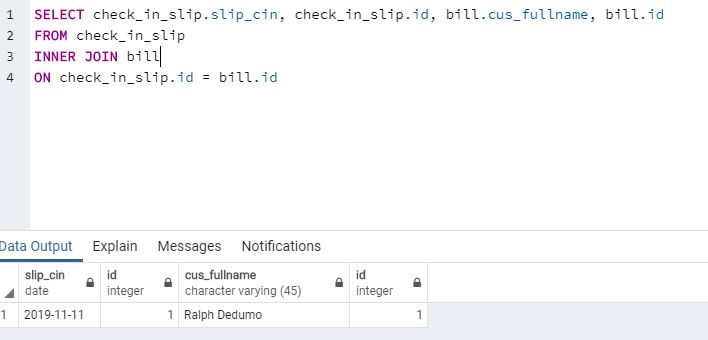 1 SELECT check_in_slip.slip_cin, check_in_slip.id, bill.cus_fullname, bill.id
2 FROM check_in_slip
3 INNER JOIN bill
4 ON check_in_slip.id = bill.id
Data Output Explain Messages Notifications
slip_cin id cus_fullname id
date integer character varying (45) integer
1 2019-11-11 1 Ralph Dedumo 1